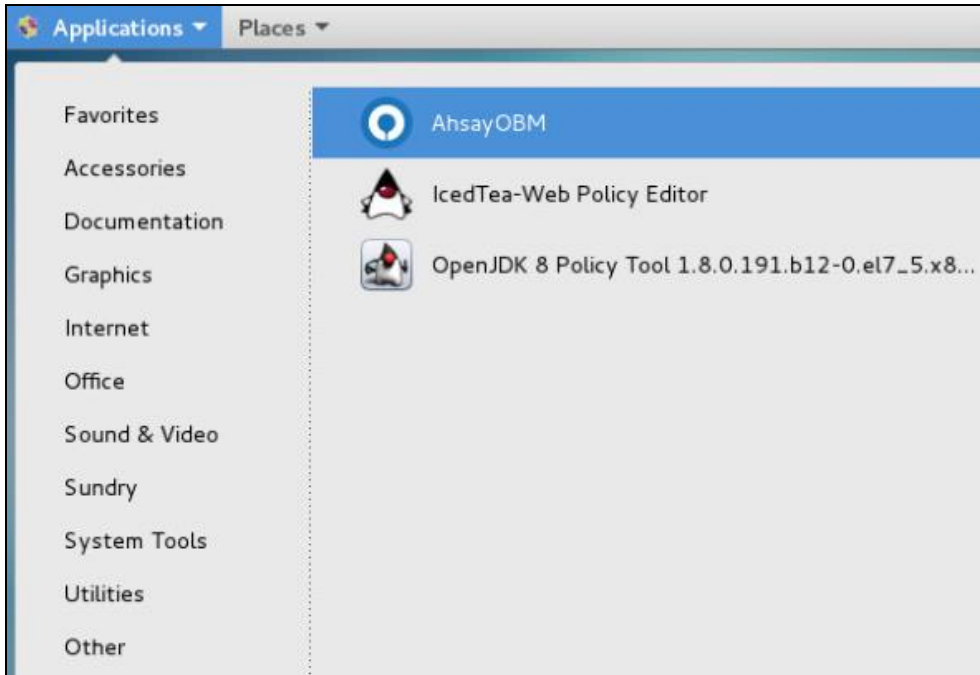 Applications Places
Favorites
Accessories
Documentation
Graphics
Internet
Office
Sound & Video
Sundry
System Tools
Utilities
Other
AhsayOBM
IcedTea-Web Policy Editor
OpenJDK 8 Policy Tool 1.8.0.191.b12-0.el7_5.x8...